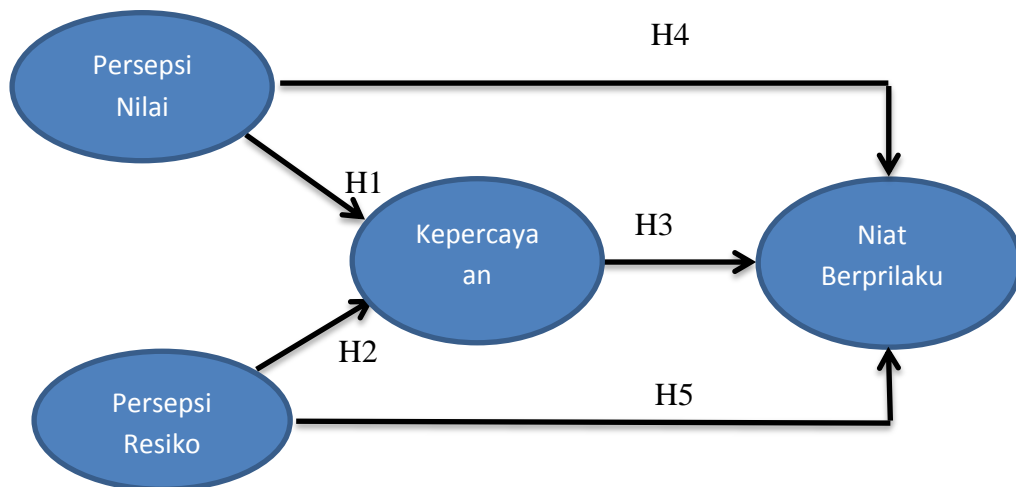 H4
Persepsi
Nilai
H1
Kepercaya
an
H3
Niat
Berprilaku
H2
Persepsi
Resiko
H5